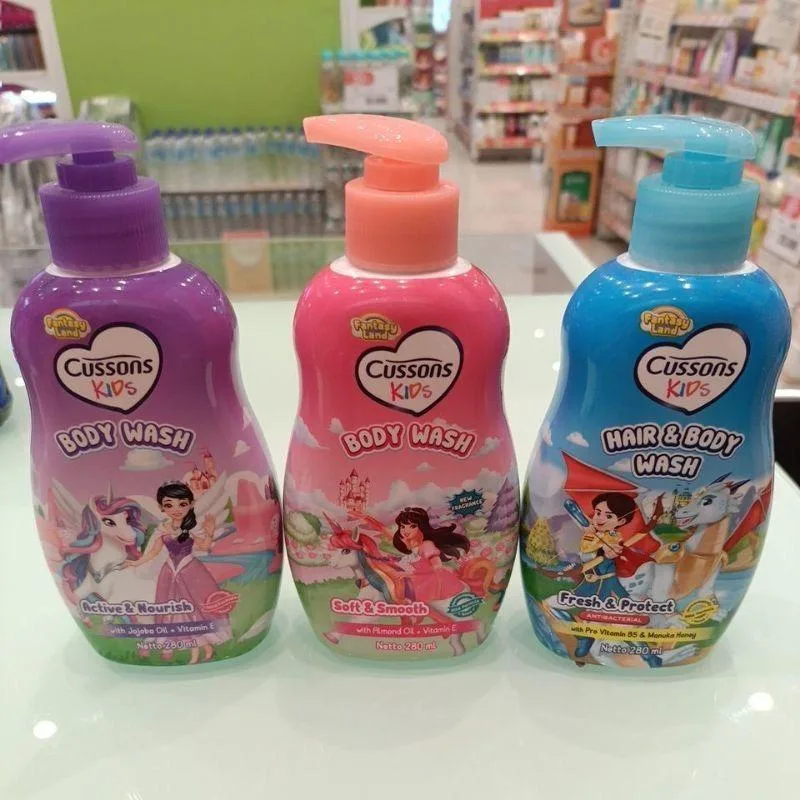 Fantasy
Land
Cussons
KIDS
BODY WASH
Active & Nourish
with Jojoba Oil + Vitamin E
Netto 280 ml
Fantasy
Land
Cussons
KIDS
BODY WASH
NEW
FRAGRANCE
Soft & Smooth
with Almond Oil + Vitamin E
Netto 280 ml
Fantasy
Land
Cussons
KIDS
HAIR & BODY
WASH
Fresh & Protect
ANTIBACTERIAL
with Pro Vitamin B5 & Manuka Honey
Netto 280 ml